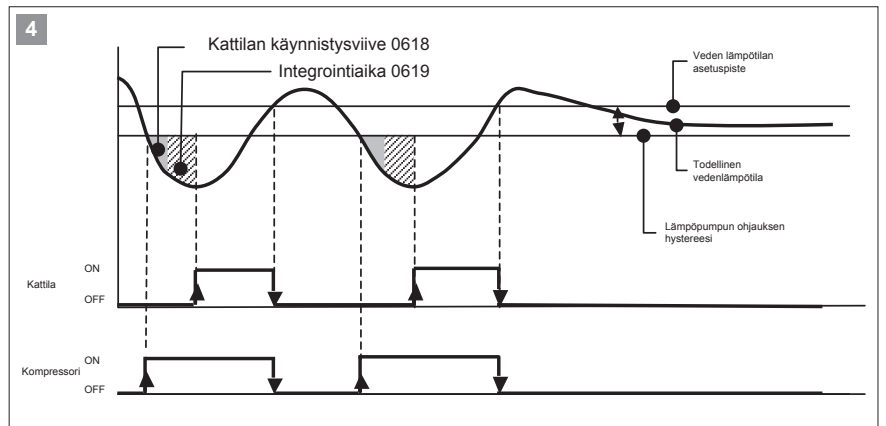 4
Kattilan käynnistysviive 0618
Integrointiaika 0619
Veden lämpötilan
asetuspiste
Todellinen
vedenlämpötila
Lämpöpumpun ohjauksen
hystereesi
Kattila
ON
OFF
Kompressori
ON
OFF